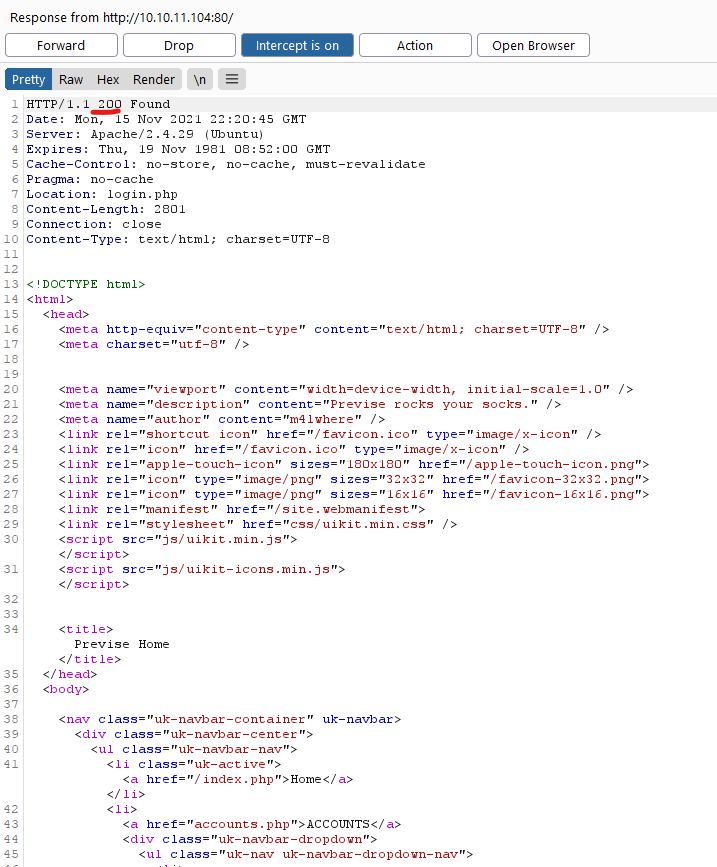 Response from http://10.10.11.104:80/
Forward Drop Intercept is on Action Open Browser
Pretty Raw Hex Render \n
1 HTTP/1.1 200 Found
2 Date: Mon, 15 Nov 2021 22:20:45 GMT
3 Server: Apache/2.4.29 (Ubuntu)
4 Expires: Thu, 19 Nov 1981 08:52:00 GMT
5 Cache-Control: no-store, no-cache, must-revalidate
6 Pragma: no-cache
7 Location: login.php
8 Content-Length: 2801
9 Connection: close
10 Content-Type: text/html; charset=UTF-8
11
12
13 <!DOCTYPE html>
14 <html>
15 <head>
16 <meta http-equiv="content-type" content="text/html; charset=UTF-8" />
17 <meta charset="utf-8" />
18
19
20 <meta name="viewport" content="width=device-width, initial-scale=1.0" />
21 <meta name="description" content="Previse rocks your socks." />
22 <meta name="author" content="m4lwhere" />
23 <link rel="shortcut icon" href="/favicon.ico" type="image/x-icon" />
24 <link rel="icon" href="/favicon.ico" type="image/x-icon" />
25 <link rel="apple-touch-icon" sizes="180x180" href="/apple-touch-icon.png">
26 <link rel="icon" type="image/png" sizes="32x32" href="/favicon-32x32.png">
27 <link rel="icon" type="image/png" sizes="16x16" href="/favicon-16x16.png">
28 <link rel="manifest" href="/site.webmanifest">
29 <link rel="stylesheet" href="css/uikit.min.css" />
30 <script src="js/uikit.min.js">
</script>
31 <script src="js/uikit-icons.min.js">
</script>
32
33
34 <title>
Previse Home
</title>
35 </head>
36 <body>
37
38 <nav class="uk-navbar-container" uk-navbar>
39 <div class="uk-navbar-center">
40 <ul class="uk-navbar-nav">
41 <li class="uk-active">
<a href="/index.php">Home</a>
</li>
42 <li>
43 <a href="accounts.php">ACCOUNTS</a>
44 <div class="uk-navbar-dropdown">
45 <ul class="uk-nav uk-navbar-dropdown-nav">